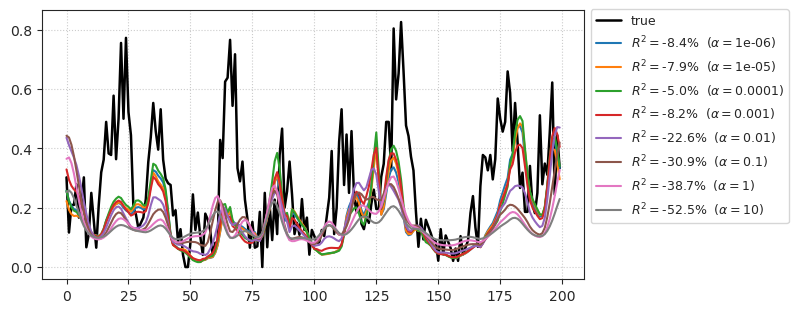 true
R² = -8.4% (α = 1e-06)
R² = -7.9% (α = 1e-05)
R² = -5.0% (α = 0.0001)
R² = -8.2% (α = 0.001)
R² = -22.6% (α = 0.01)
R² = -30.9% (α = 0.1)
R² = -38.7% (α = 1)
R² = -52.5% (α = 10)
0.8
0.6
0.4
0.2
0.0
0 25 50 75 100 125 150 175 200